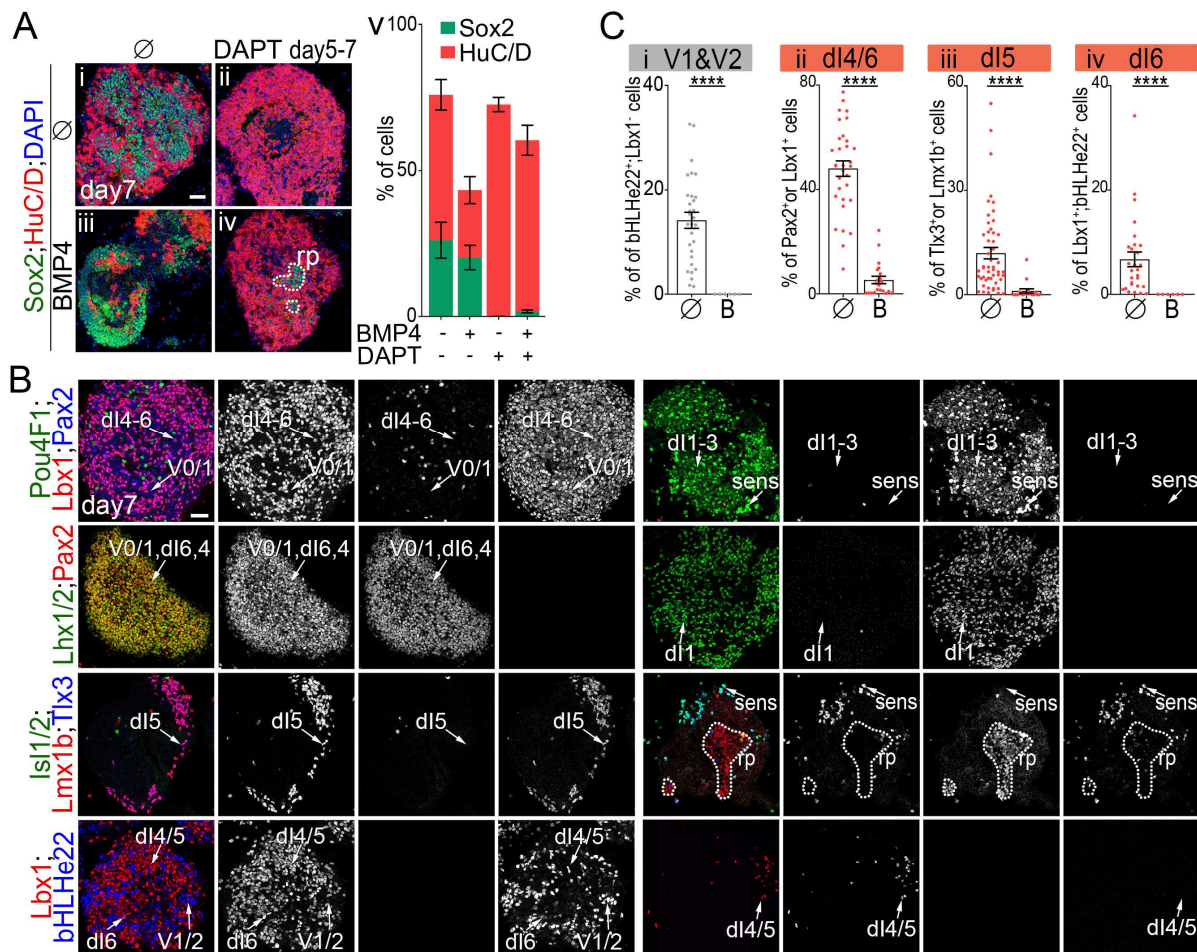 A
∅
DAPT day5-7
Sox2;HuC/D;DAPI
∅
BMP4
i
day7
ii
iii
iv
rp
v
100
50
0
% of cells
Sox2
HuC/D
BMP4 - + - +
DAPT - - + +
C
i V1&V2
% of of bHLHe22⁺;Lbx1⁻ cells
40
20
0
****
∅ B
ii dI4/6
% of Pax2⁺or Lbx1⁺ cells
80
40
0
****
∅ B
iii dI5
% of Tlx3⁺or Lmx1b⁺ cells
60
30
0
****
∅ B
iv dI6
% of Lbx1⁺;bHLHe22⁺ cells
40
20
0
****
∅ B
B
Pou4F1;
Lbx1;Pax2
dI4-6
V0/1
day7
dI4-6
V0/1
dI4-6
V0/1
dI4-6
V0/1
dI1-3
sens
dI1-3
sens
dI1-3
sens
dI1-3
sens
Lhx1/2;Pax2
V0/1,dI6,4
V0/1,dI6,4
V0/1,dI6,4
dI1
dI1
dI1
Isl1/2;
Lmx1b;Tlx3
dI5
dI5
dI5
dI5
sens
rp
sens
rp
sens
rp
sens
rp
Lbx1;
bHLHe22
dI4/5
dI6
V1/2
dI4/5
dI6
V1/2
dI4/5
dI6
V1/2
dI4/5
dI4/5
dI4/5